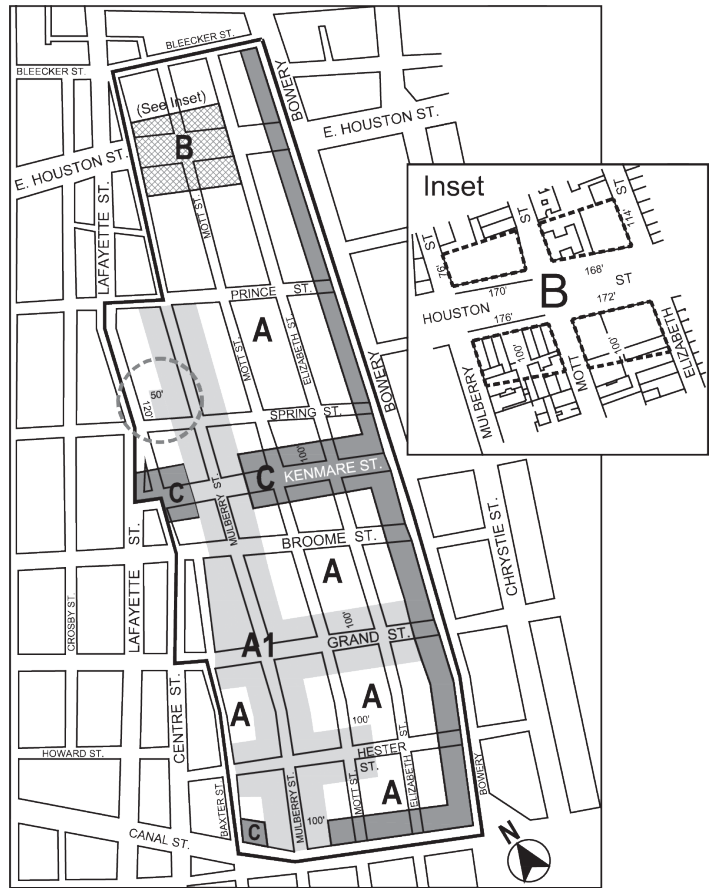 BLEECKER ST.
BLEECKER ST.
BOWERY
(See Inset)
E. HOUSTON ST.
E. HOUSTON ST.
B
LAFAYETTE ST.
MOTT ST.
PRINCE ST.
A
MOTT ST.
ELIZABETH ST.
BOWERY
50'
120'
SPRING ST.
100'
C
C
KENMARE ST.
MULBERRY ST.
BROOME ST.
A
CHRYSTIE ST.
LAFAYETTE ST.
CROSBY ST.
100'
A1
GRAND ST.
A
A
100'
CENTRE ST.
HOWARD ST.
HESTER ST.
MOTT ST.
ELIZABETH ST.
BOWERY
A
BAXTER ST.
MULBERRY ST.
100'
C
CANAL ST.
N
Inset
ST
ST
ST
76'
114'
170'
168'
B
HOUSTON ST
176'
172'
100'
100'
MULBERRY
MOTT
ELIZABETH